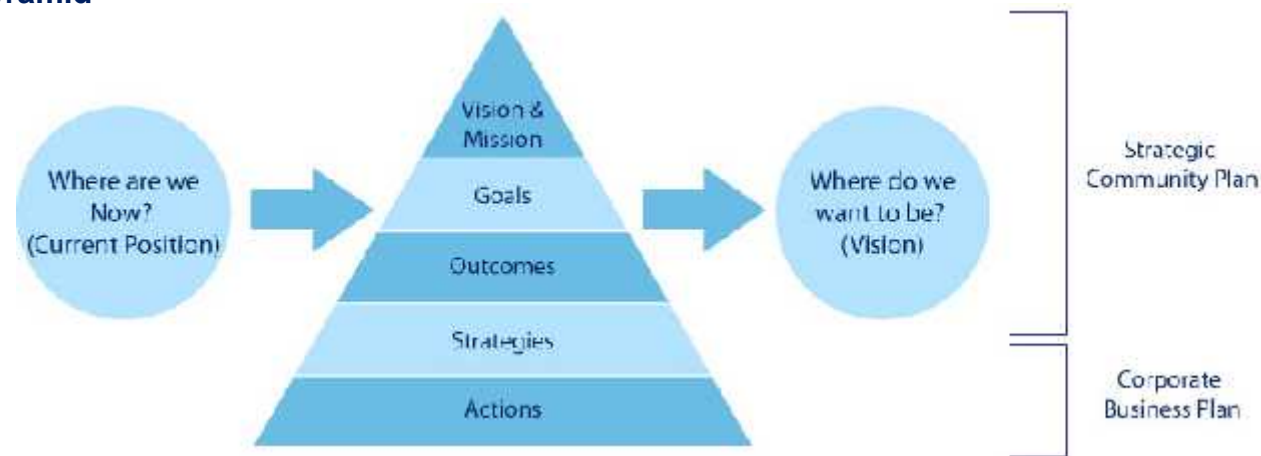 Where are we
Now?
(Current Position)
Vision &
Mission
Goals
Outcomes
Strategies
Actions
Where do we
want to be?
(Vision)
Strategic
Community Plan
Corporate
Business Plan